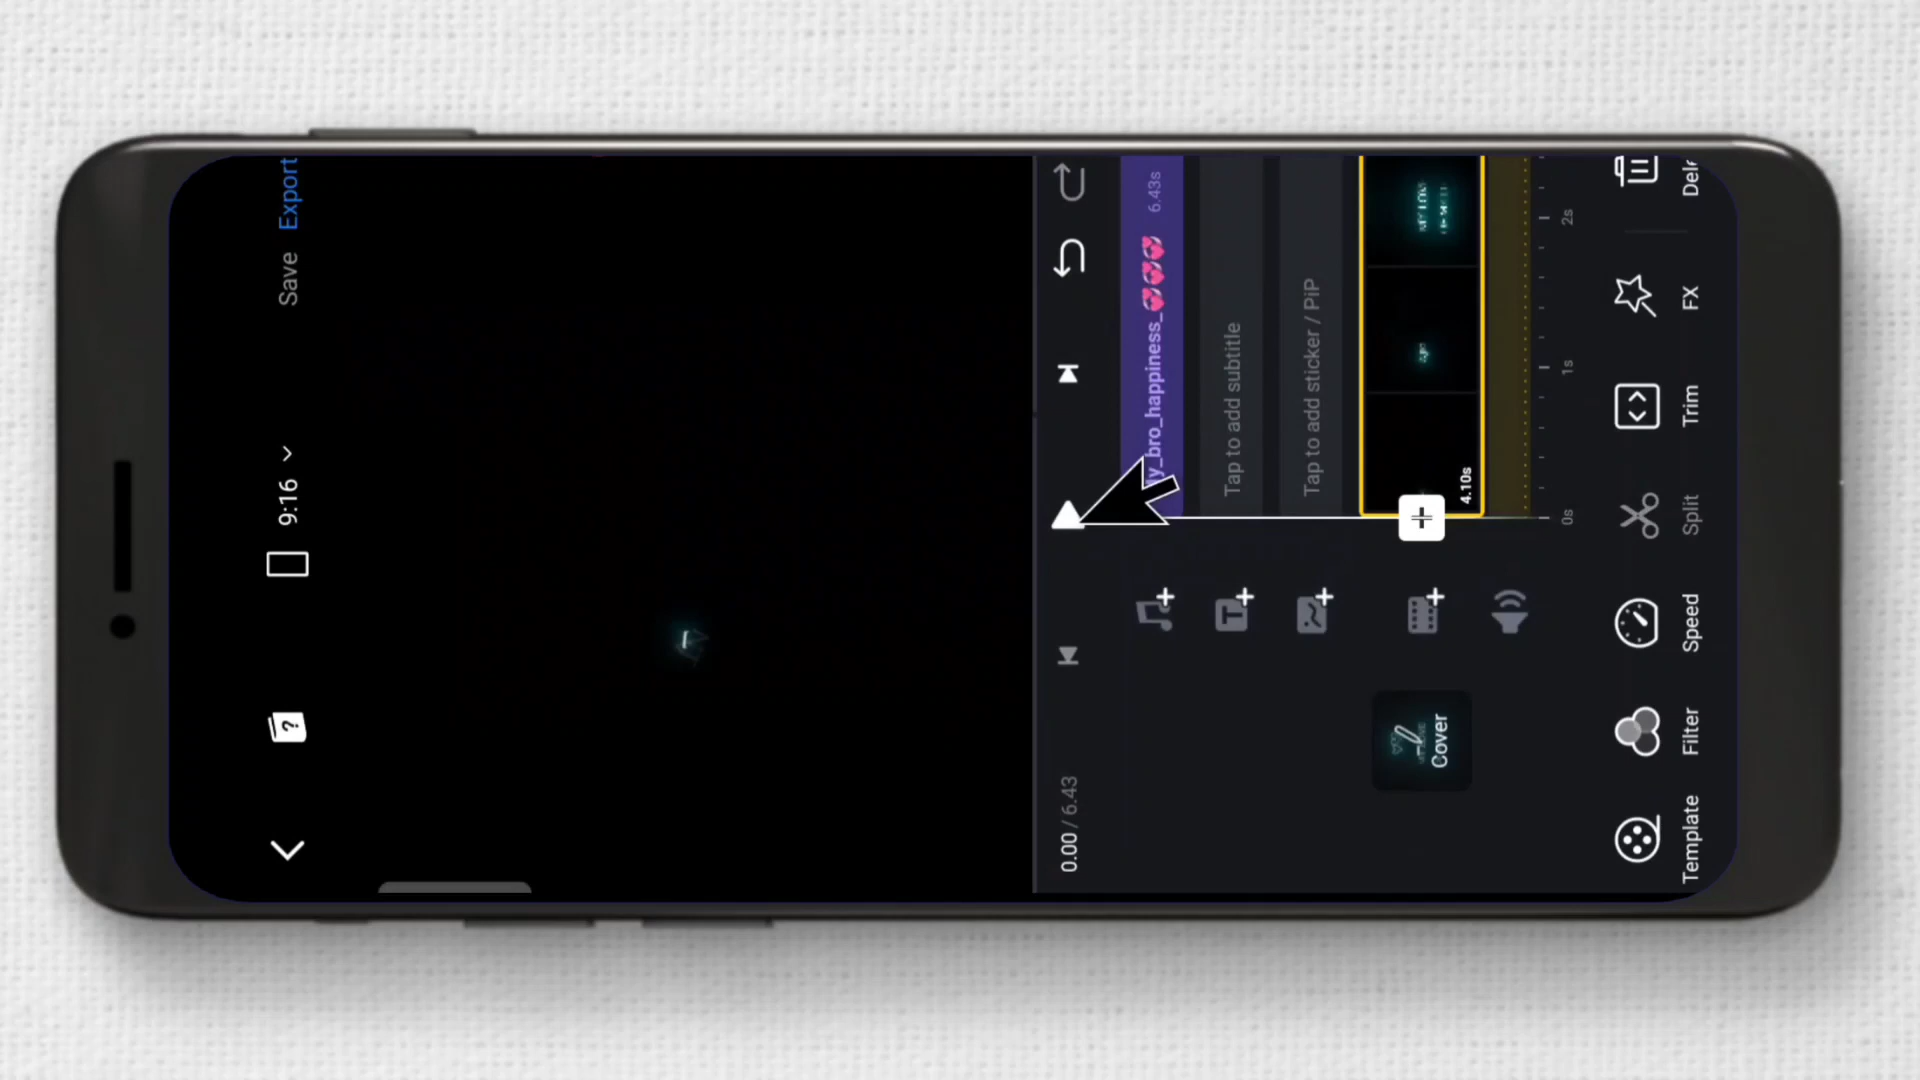 9:16
Save
Export
0.00 / 6.43
y_bro_happiness_💞💞💞 6.43s
Tap to add subtitle
Tap to add sticker / PiP
Cover
4.10s
0s
1s
2s
Template
Filter
Speed
Split
Trim
FX